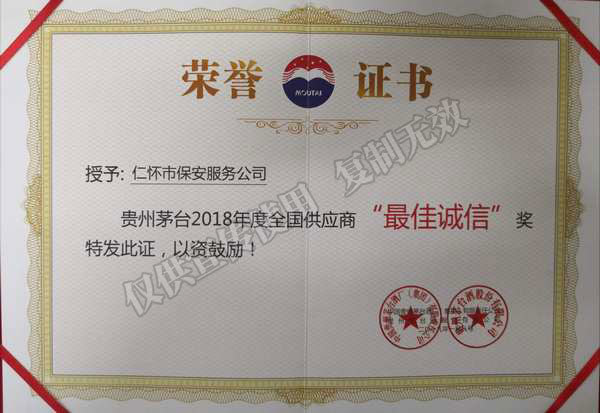 荣誉 MOUTAI 证书
授予: 仁怀市保安服务公司
贵州茅台2018年度全国供应商“最佳诚信”奖
特发此证，以资鼓励！
仅供宣传使用 复制无效